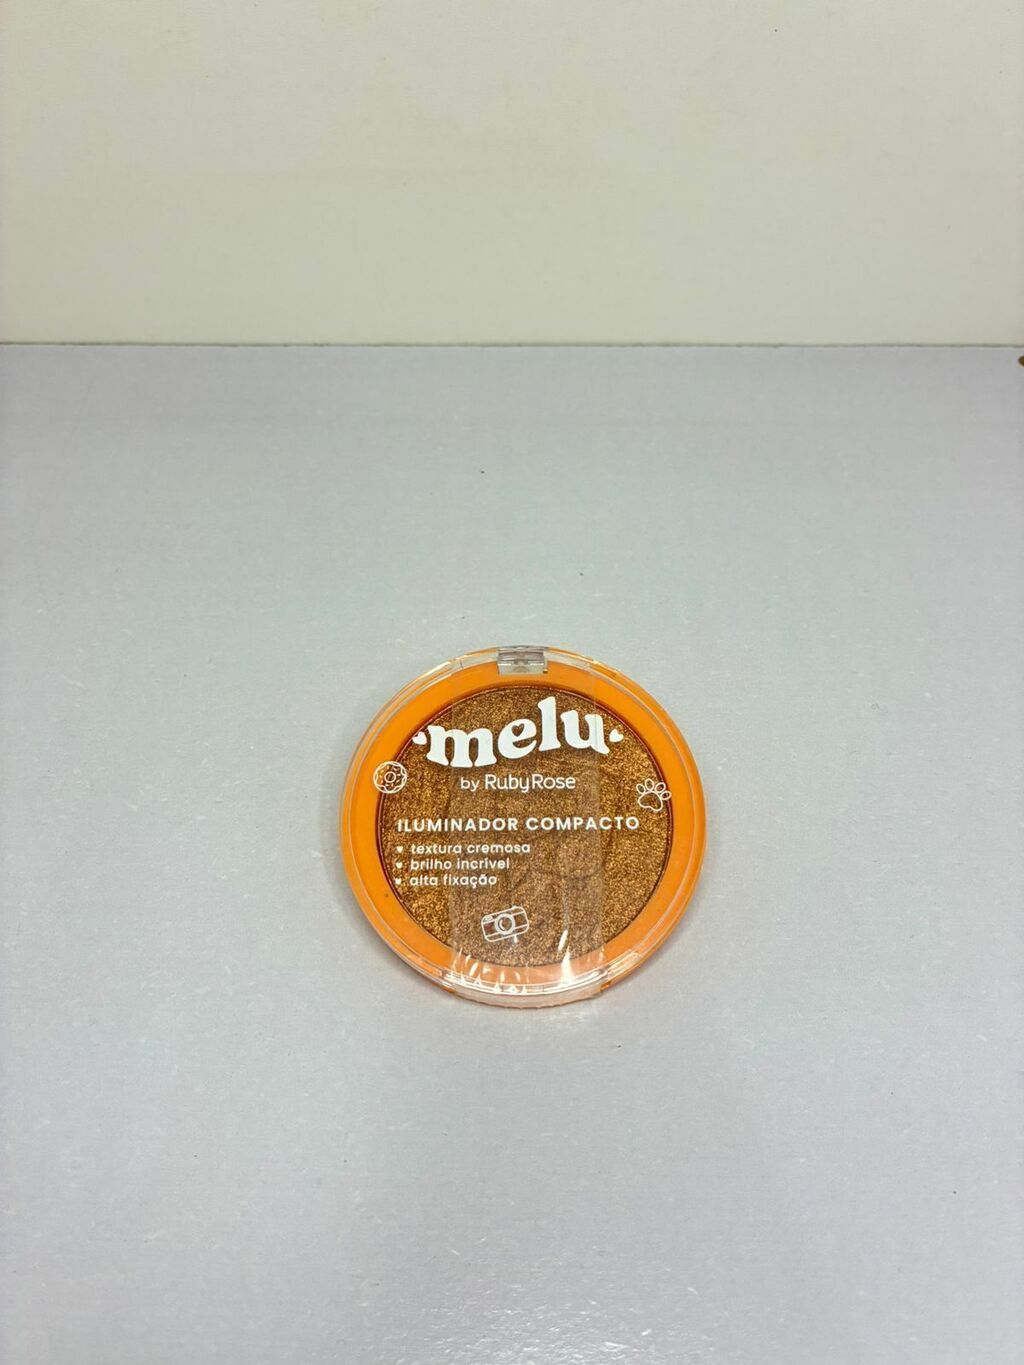 melu
by RubyRose
ILUMINADOR COMPACTO
textura cremosa
brilho incrível
alta fixação